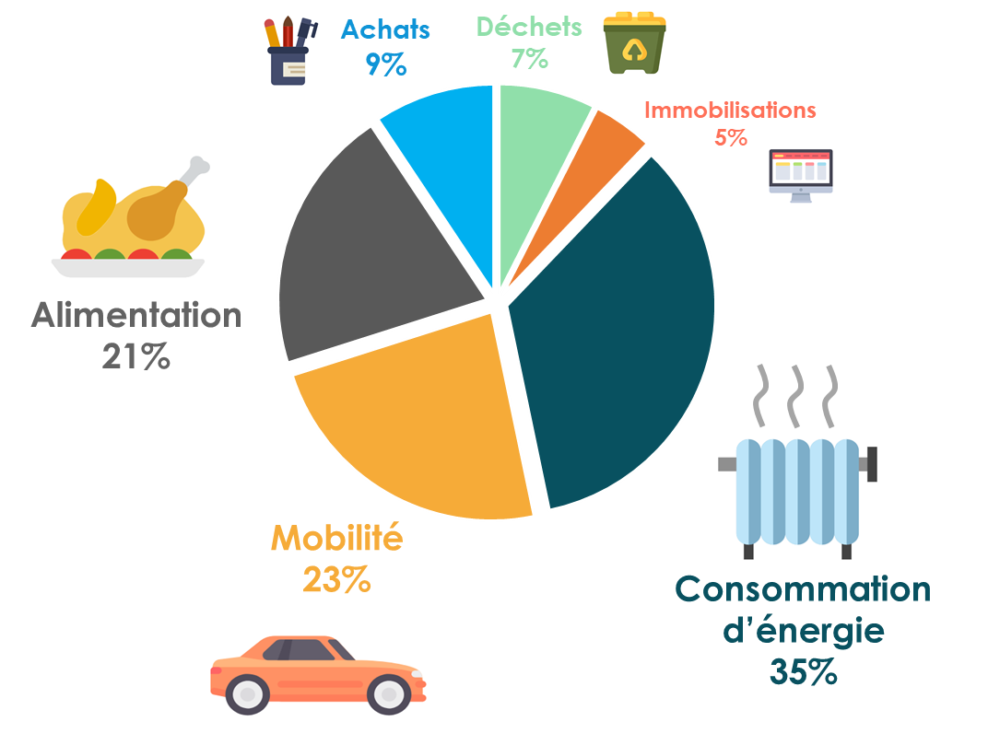 Achats
9%
Déchets
7%
Immobilisations
5%
Alimentation
21%
Mobilité
23%
Consommation
d’énergie
35%